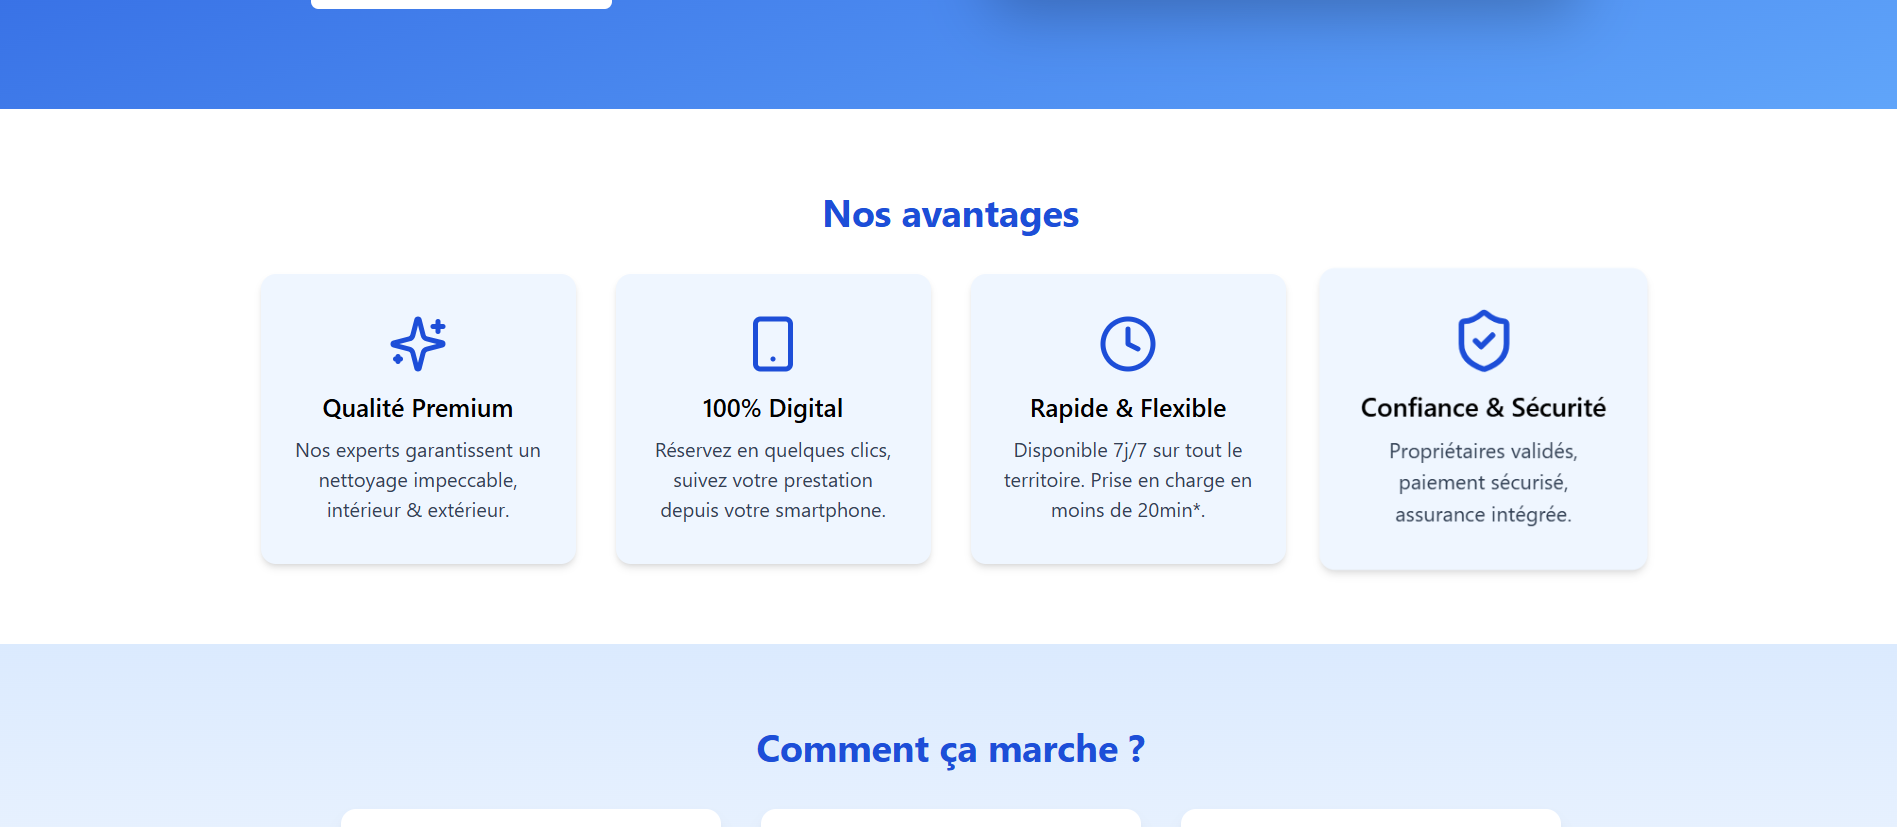 Nos avantages
Qualité Premium
Nos experts garantissent un
nettoyage impeccable,
intérieur & extérieur.
100% Digital
Réservez en quelques clics,
suivez votre prestation
depuis votre smartphone.
Rapide & Flexible
Disponible 7j/7 sur tout le
territoire. Prise en charge en
moins de 20min*.
Confiance & Sécurité
Propriétaires validés,
paiement sécurisé,
assurance intégrée.
Comment ça marche ?